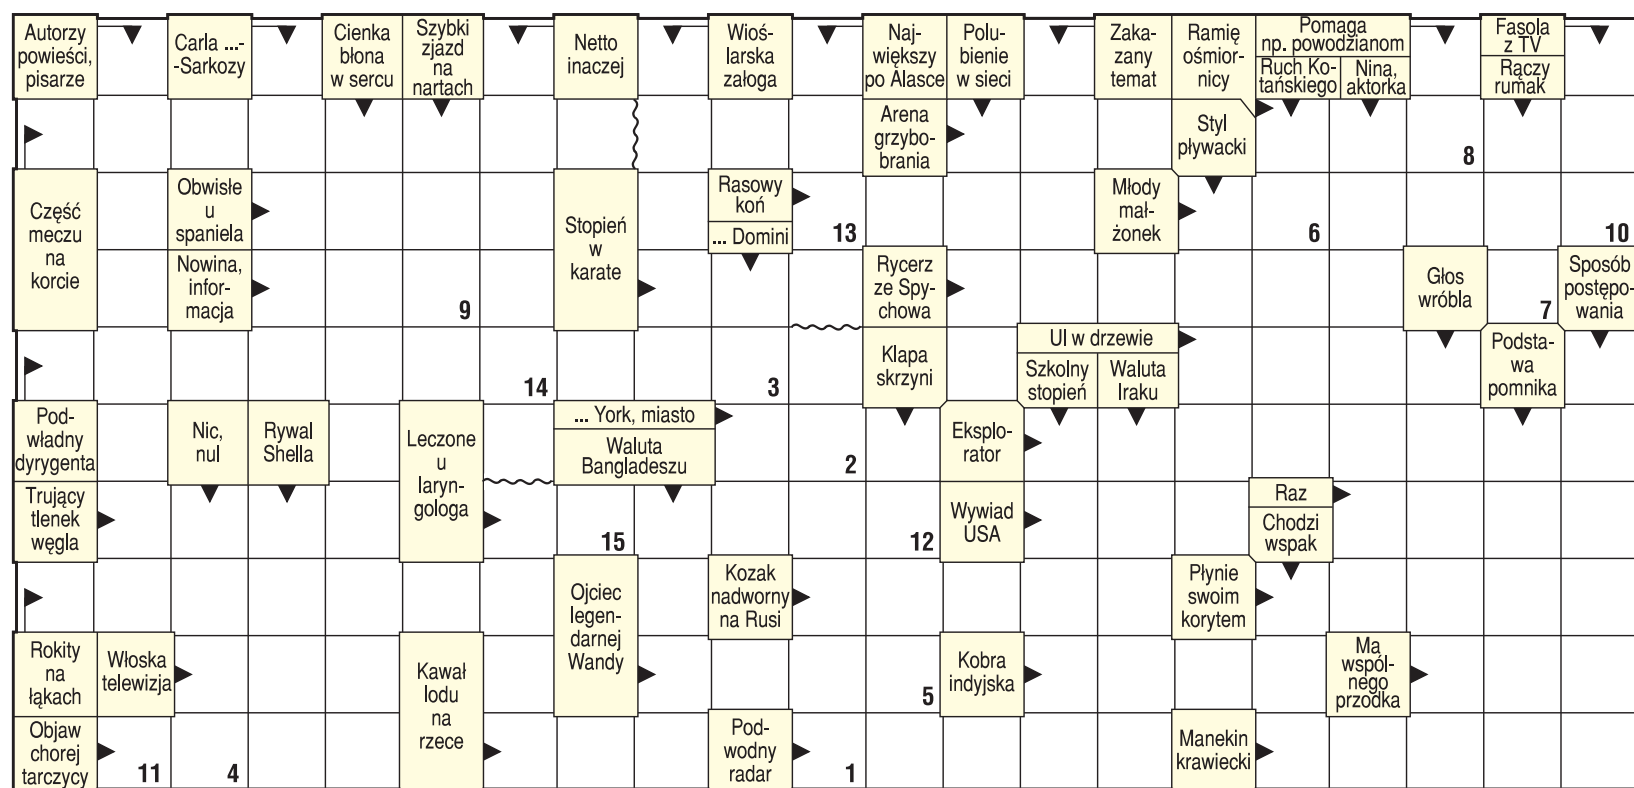 Autorzy
powieści,
pisarze
Carla ...-
-Sarkozy
Cienka
błona
w sercu
Szybki
zjazd
na
nartach
Netto
inaczej
Wioś-
larska
załoga
Naj-
większy
po Alasce
Polu-
bienie
w sieci
Zaka-
zany
temat
Ramię
ośmior-
nicy
Pomaga
np. powodzianom
Ruch Ko-
tańskiego
Nina,
aktorka
Fasola
z TV
Rączy
rumak
Arena
grzybo-
brania
Styl
pływacki
8
Część
meczu
na
korcie
Obwisłe
u
spaniela
Stopień
w
karate
Rasowy
koń
... Domini
13
Młody
mał-
żonek
6
10
Nowina,
infor-
macja
9
Rycerz
ze Spy-
chowa
Głos
wróbla
7
Sposób
postępo-
wania
14
3
Klapa
skrzyni
Ul w drzewie
Szkolny
stopień
Waluta
Iraku
Podsta-
wa
pomnika
Pod-
władny
dyrygenta
Nic,
nul
Rywal
Shella
Leczone
u
laryn-
gologa
... York, miasto
Waluta
Bangladeszu
2
Eksplo-
rator
Trujący
tlenek
węgla
15
12
Wywiad
USA
Raz
Chodzi
wspak
Ojciec
legen-
darnej
Wandy
Kozak
nadworny
na Rusi
Płynie
swoim
korytem
Rokity
na
łąkach
Włoska
telewizja
Kawał
lodu
na
rzece
5
Kobra
indyjska
Ma
wspól-
nego
przodka
Objaw
chorej
tarczycy
11
4
Pod-
wodny
radar
1
Manekin
krawiecki